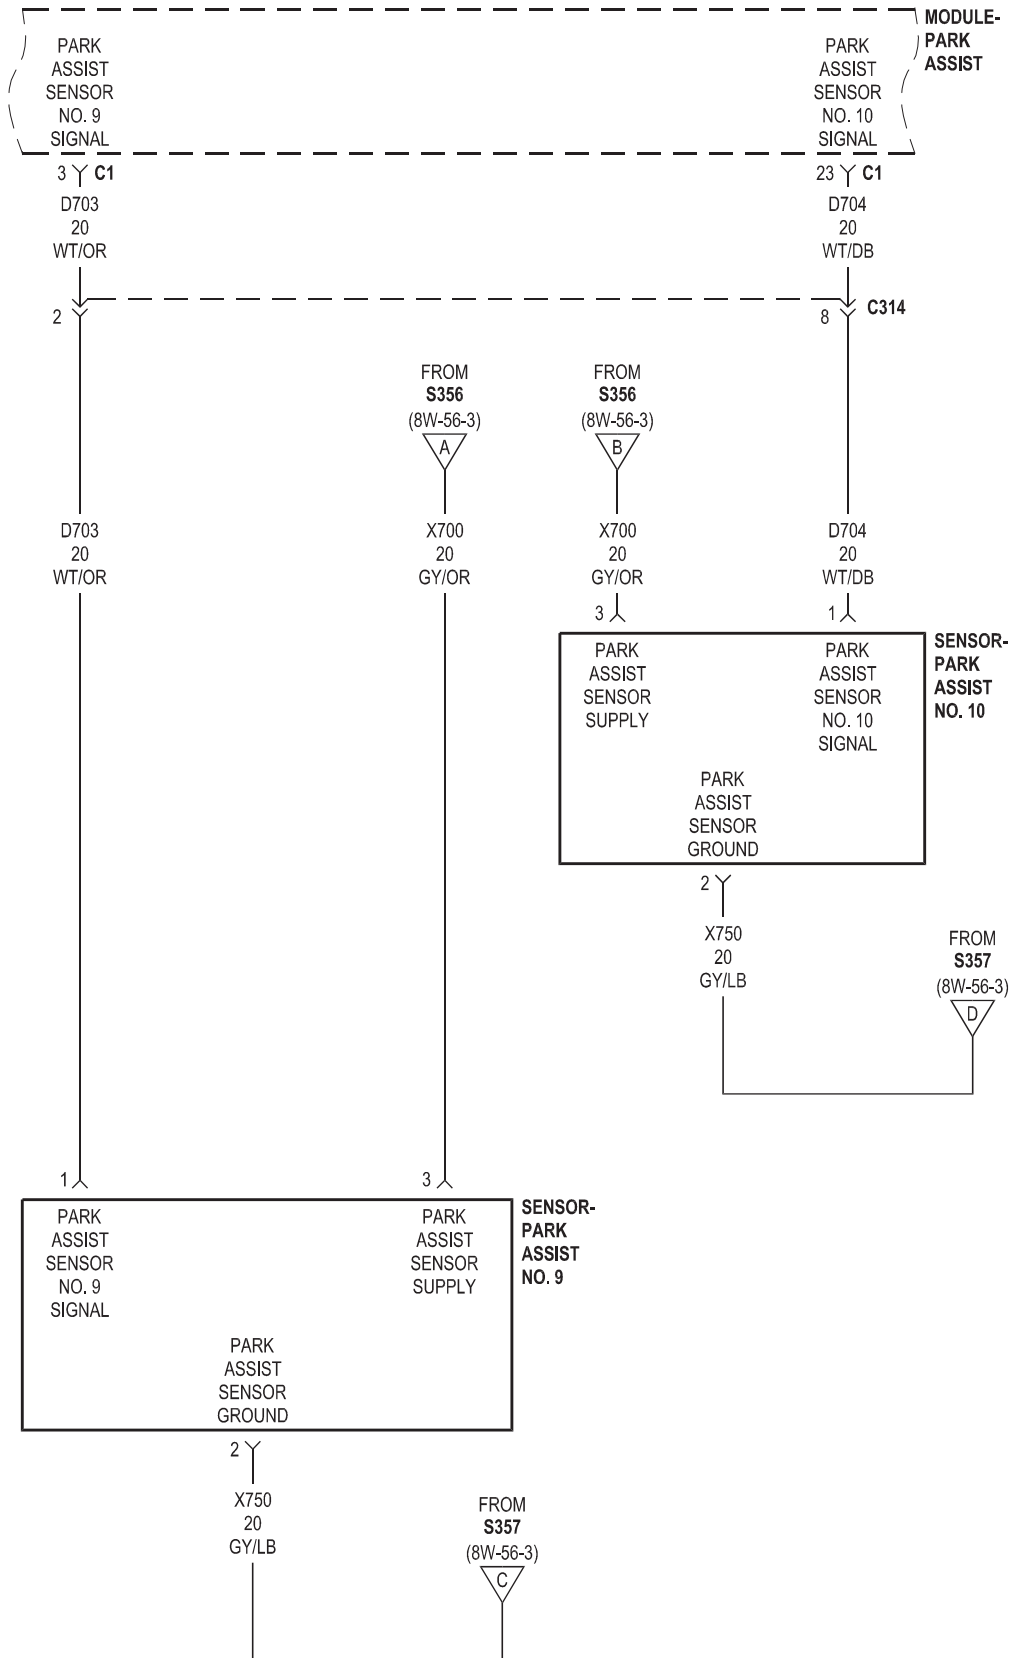 MODULE-
PARK
ASSIST
PARK
ASSIST
SENSOR
NO. 9
SIGNAL
PARK
ASSIST
SENSOR
NO. 10
SIGNAL
3 C1
23 C1
D703
20
WT/OR
D704
20
WT/DB
2
8
C314
FROM
S356
(8W-56-3)
A
FROM
S356
(8W-56-3)
B
D703
20
WT/OR
X700
20
GY/OR
X700
20
GY/OR
D704
20
WT/DB
3
1
SENSOR-
PARK
ASSIST
NO. 10
PARK
ASSIST
SENSOR
SUPPLY
PARK
ASSIST
SENSOR
NO. 10
SIGNAL
PARK
ASSIST
SENSOR
GROUND
2
X750
20
GY/LB
FROM
S357
(8W-56-3)
D
1
3
SENSOR-
PARK
ASSIST
NO. 9
PARK
ASSIST
SENSOR
NO. 9
SIGNAL
PARK
ASSIST
SENSOR
SUPPLY
PARK
ASSIST
SENSOR
GROUND
2
X750
20
GY/LB
FROM
S357
(8W-56-3)
C